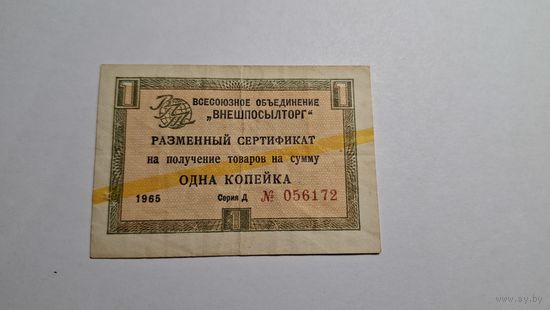 1 1
ВПТ
ВСЕСОЮЗНОЕ ОБЪЕДИНЕНИЕ
„ВНЕШПОСЫЛТОРГ"
РАЗМЕННЫЙ СЕРТИФИКАТ
на получение товаров на сумму
ОДНА КОПЕЙКА
1965 Серия Д № 056172
1
www.ay.by